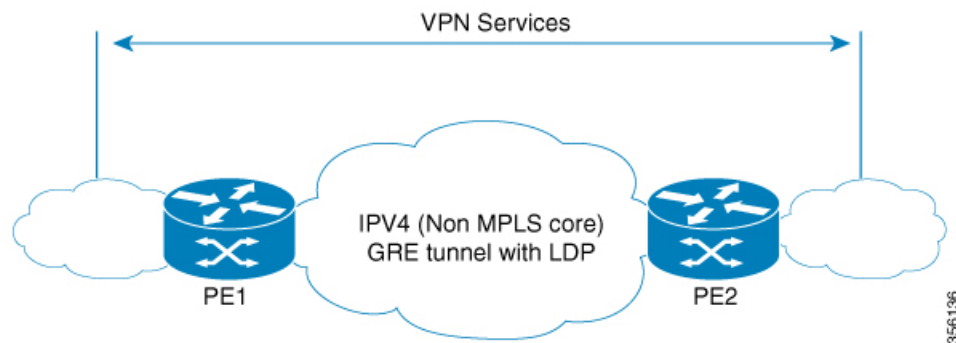 VPN Services
IPV4 (Non MPLS core)
GRE tunnel with LDP
PE1
PE2
356136